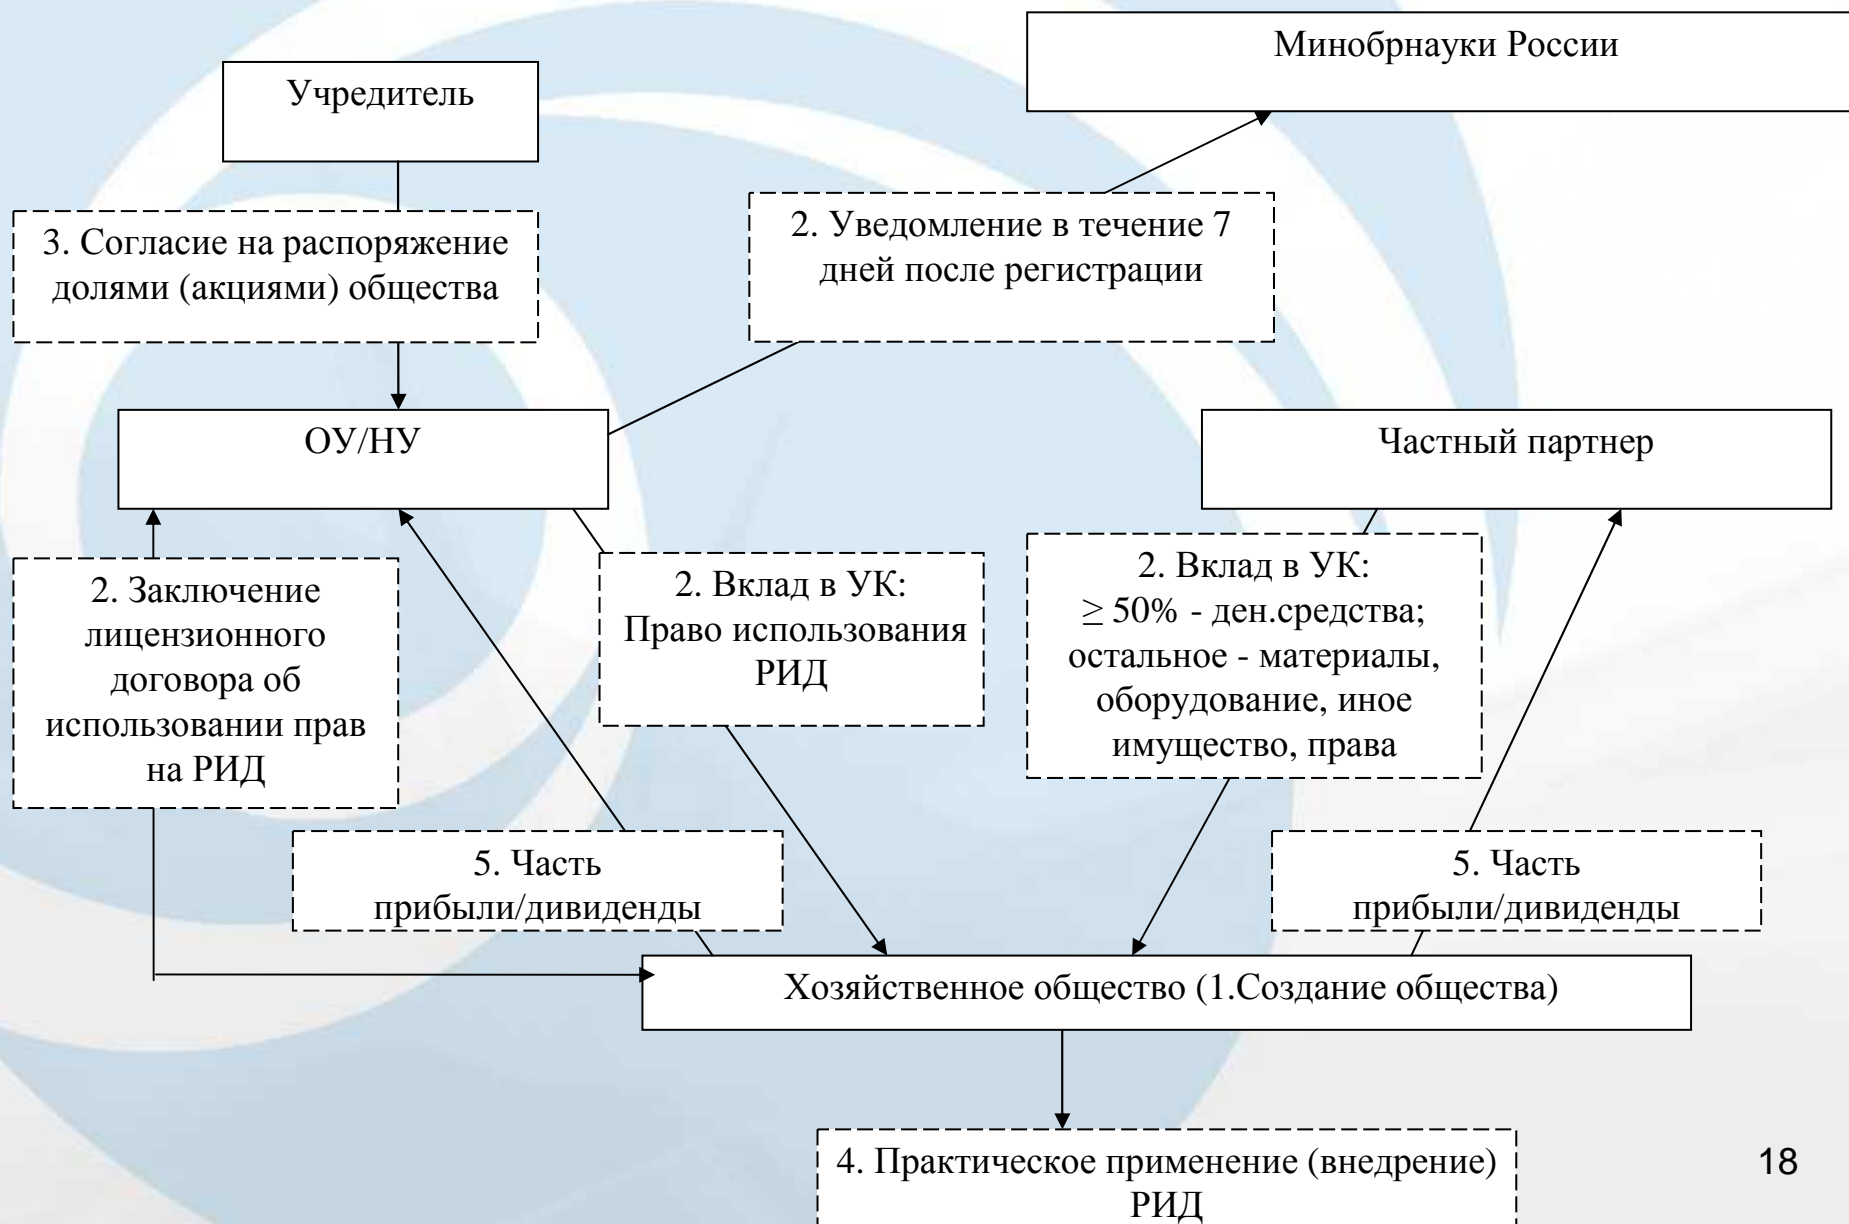 Минобрнауки России
Учредитель
3. Согласие на распоряжение
долями (акциями) общества
2. Уведомление в течение 7
дней после регистрации
ОУ/НУ
Частный партнер
2. Заключение
лицензионного
договора об
использовании прав
на РИД
2. Вклад в УК:
Право использования
РИД
2. Вклад в УК:
≥ 50% - ден.средства;
остальное - материалы,
оборудование, иное
имущество, права
5. Часть
прибыли/дивиденды
5. Часть
прибыли/дивиденды
Хозяйственное общество (1.Создание общества)
4. Практическое применение (внедрение)
РИД
18